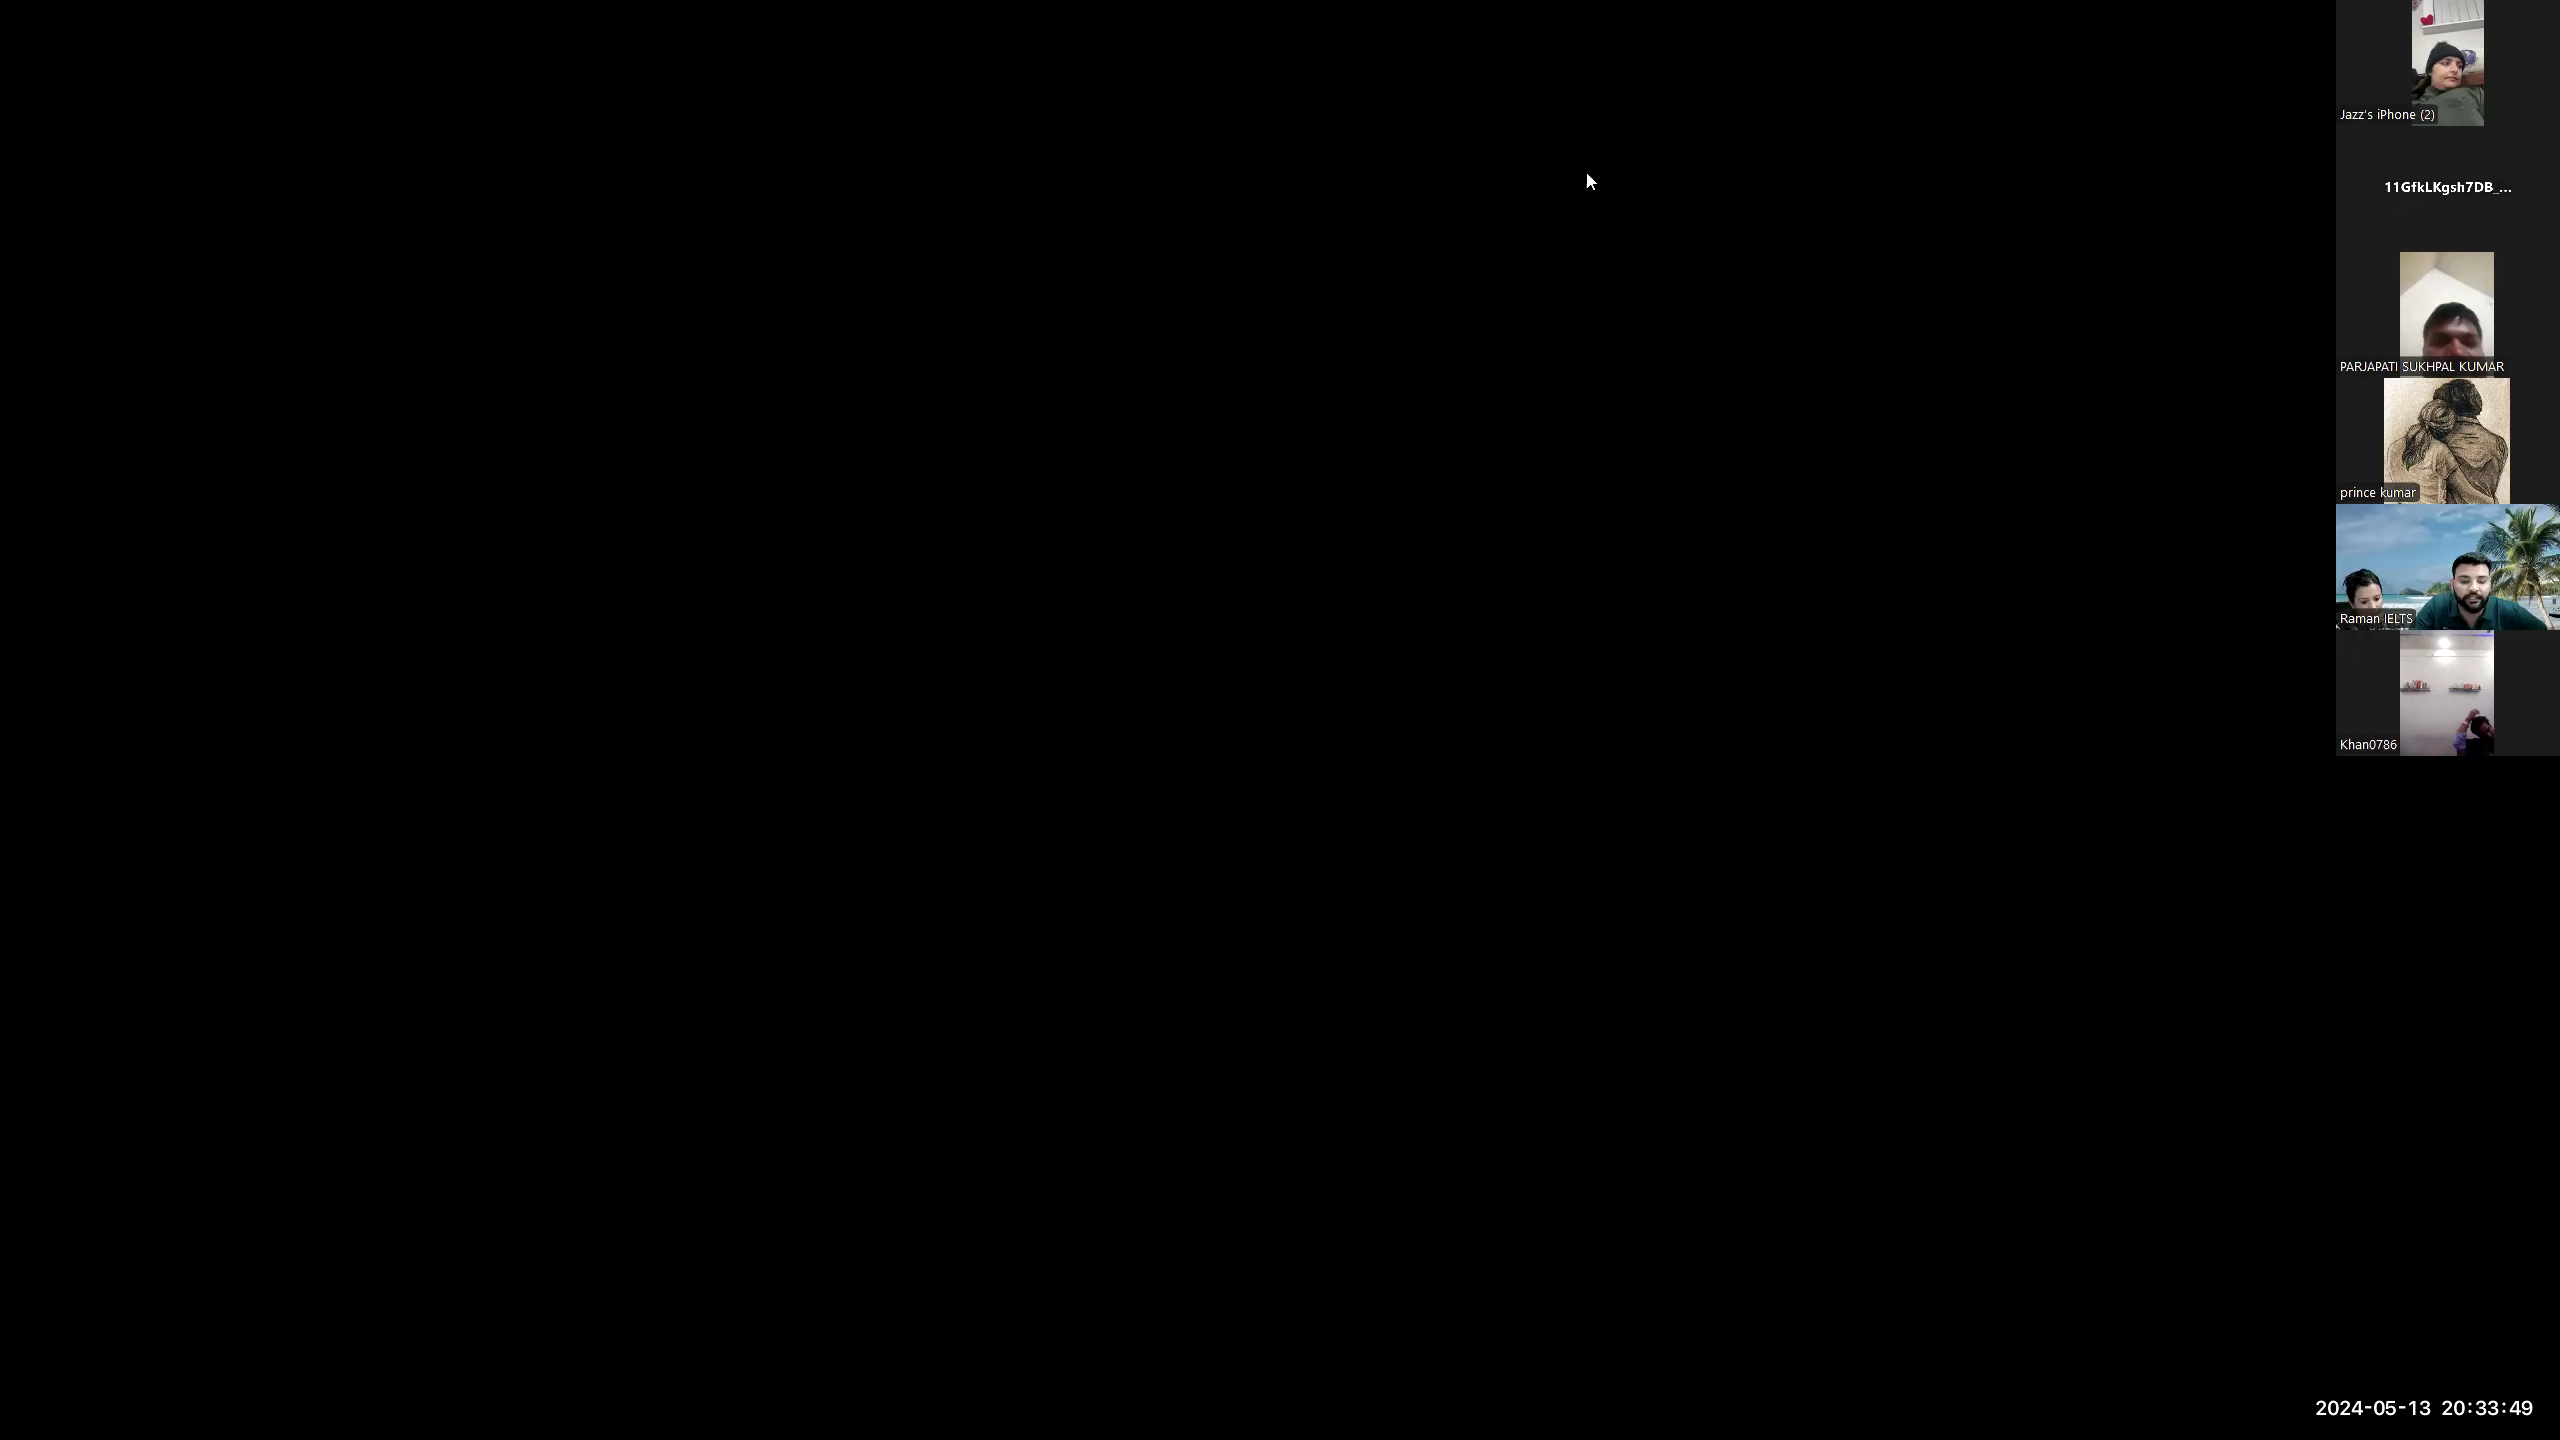 Jazz's iPhone (2)
11GfkLKgsh7DB_...
PARJAPATI SUKHPAL KUMAR
prince kumar
Raman IELTS
Khan0786
2024-05-13 20:33:49